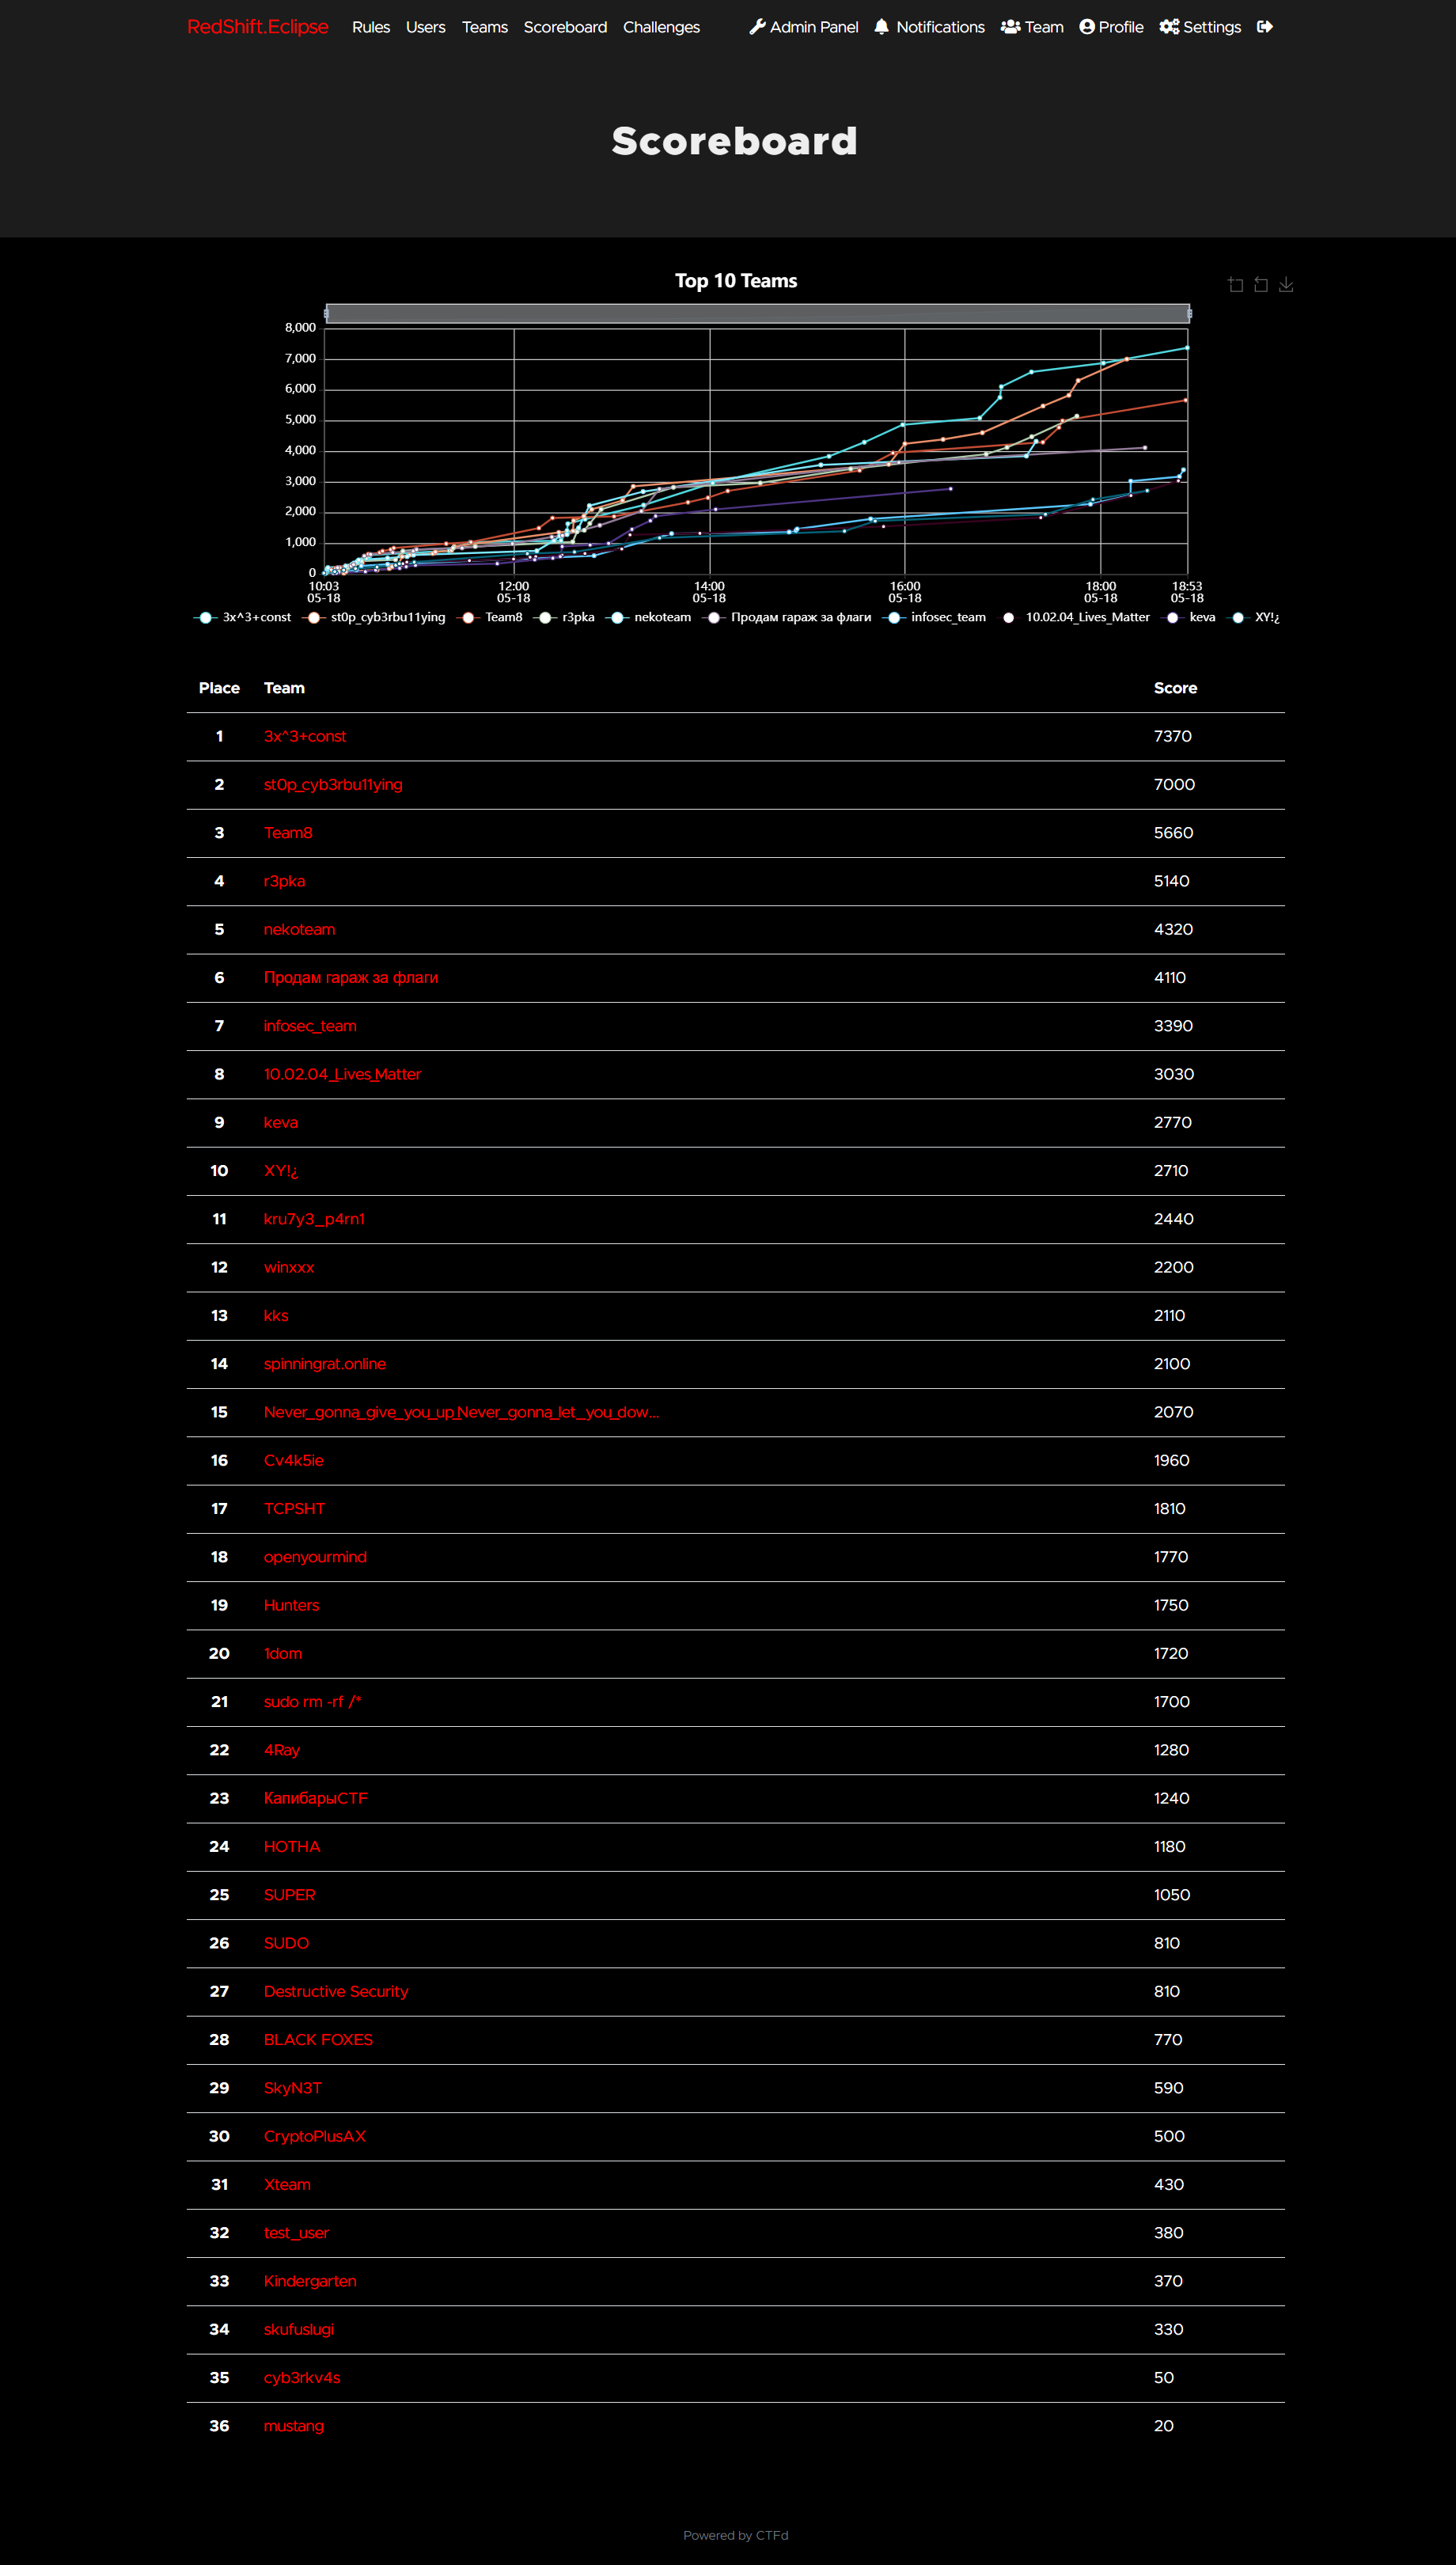 RedShift.Eclipse Rules Users Teams Scoreboard Challenges Admin Panel Notifications Team Profile Settings
Scoreboard
Top 10 Teams
8,000
7,000
6,000
5,000
4,000
3,000
2,000
1,000
0
10:03 12:00 14:00 16:00 18:00 18:53
05-18 05-18 05-18 05-18 05-18 05-18
3x^3+const st0p_cyb3rbu11ying Team8 r3pka nekoteam Продам гараж за флаги infosec_team 10.02.04_Lives_Matter keva XY!¿
Place Team Score
1 3x^3+const 7370
2 st0p_cyb3rbu11ying 7000
3 Team8 5660
4 r3pka 5140
5 nekoteam 4320
6 Продам гараж за флаги 4110
7 infosec_team 3390
8 10.02.04_Lives_Matter 3030
9 keva 2770
10 XY!¿ 2710
11 kru7y3_p4rn1 2440
12 winxxx 2200
13 kks 2110
14 spinningrat.online 2100
15 Never_gonna_give_you_up_Never_gonna_let_you_dow... 2070
16 Cv4k5ie 1960
17 TCPSHT 1810
18 openyourmind 1770
19 Hunters 1750
20 1dom 1720
21 sudo rm -rf /* 1700
22 4Ray 1280
23 КапибарыCTF 1240
24 HOTHA 1180
25 SUPER 1050
26 SUDO 810
27 Destructive Security 810
28 BLACK FOXES 770
29 SkyN3T 590
30 CryptoPlusAX 500
31 Xteam 430
32 test_user 380
33 Kindergarten 370
34 skufuslugi 330
35 cyb3rkv4s 50
36 mustang 20
Powered by CTFd